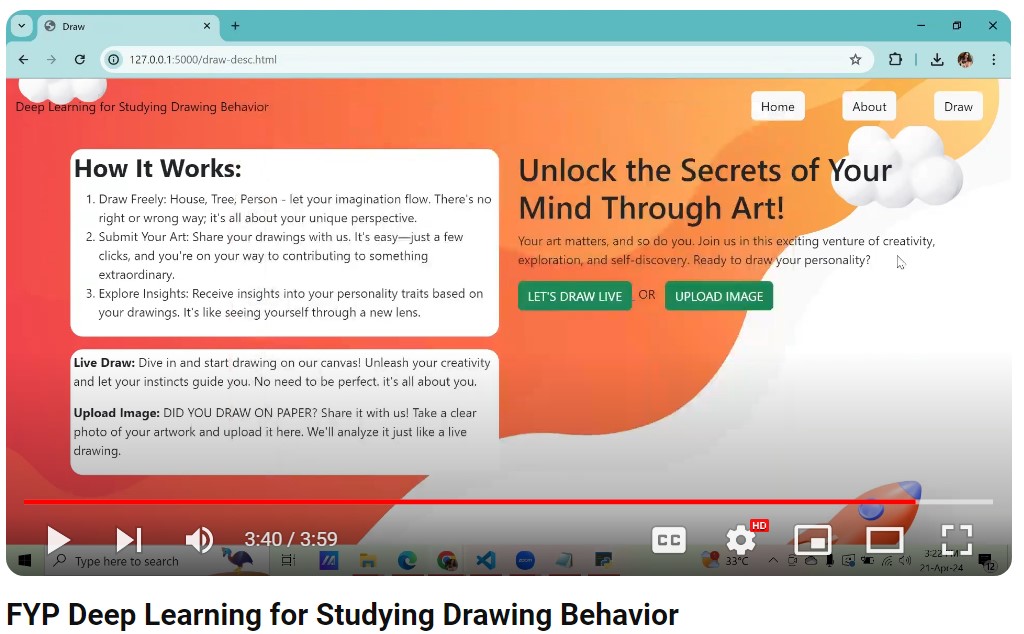 Draw
127.0.0.1:5000/draw-desc.html
Deep Learning for Studying Drawing Behavior
Home
About
Draw
How It Works:
1. Draw Freely: House, Tree, Person - let your imagination flow. There's no
right or wrong way; it's all about your unique perspective.
2. Submit Your Art: Share your drawings with us. It's easy—just a few
clicks, and you're on your way to contributing to something
extraordinary.
3. Explore Insights: Receive insights into your personality traits based on
your drawings. It's like seeing yourself through a new lens.
Live Draw: Dive in and start drawing on our canvas! Unleash your creativity
and let your instincts guide you. No need to be perfect. it's all about you.
Upload Image: DID YOU DRAW ON PAPER? Share it with us! Take a clear
photo of your artwork and upload it here. We'll analyze it just like a live
drawing.
Unlock the Secrets of Your
Mind Through Art!
Your art matters, and so do you. Join us in this exciting venture of creativity,
exploration, and self-discovery. Ready to draw your personality?
LET'S DRAW LIVE OR UPLOAD IMAGE
3:40 / 3:59
CC
HD
Type here to search
33°C
21-Apr-24
12
FYP Deep Learning for Studying Drawing Behavior